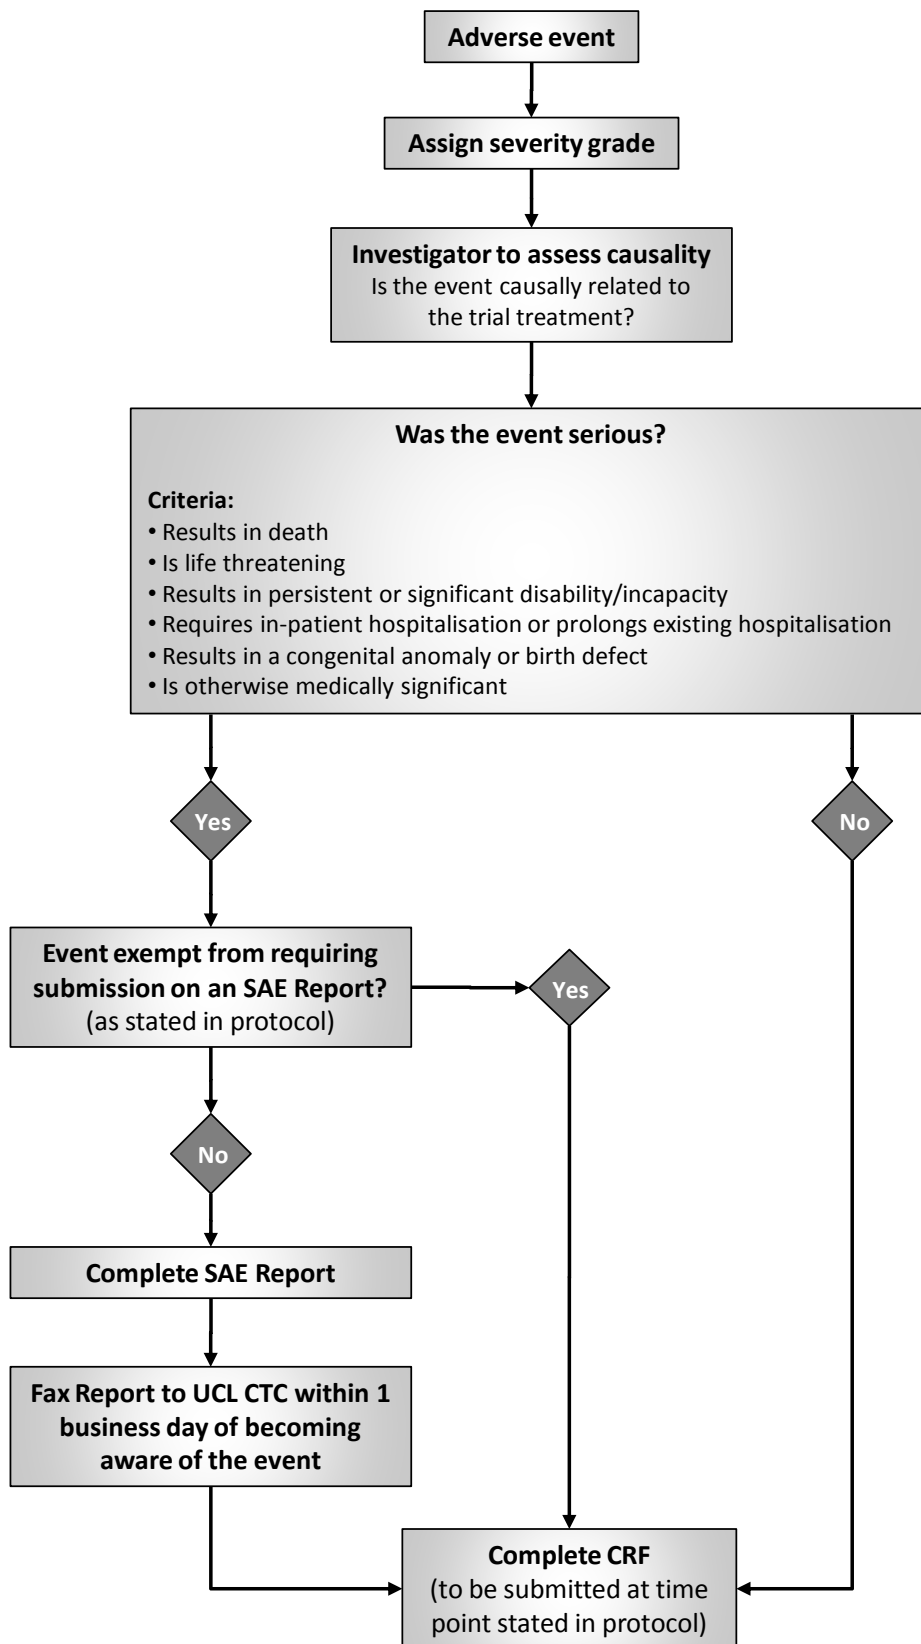 Adverse event
Assign severity grade
Investigator to assess causality
Is the event causally related to
the trial treatment?
Was the event serious?
Criteria:
• Results in death
• Is life threatening
• Results in persistent or significant disability/incapacity
• Requires in-patient hospitalisation or prolongs existing hospitalisation
• Results in a congenital anomaly or birth defect
• Is otherwise medically significant
Yes
No
Event exempt from requiring
submission on an SAE Report?
(as stated in protocol)
Yes
No
Complete SAE Report
Fax Report to UCL CTC within 1
business day of becoming
aware of the event
Complete CRF
(to be submitted at time
point stated in protocol)